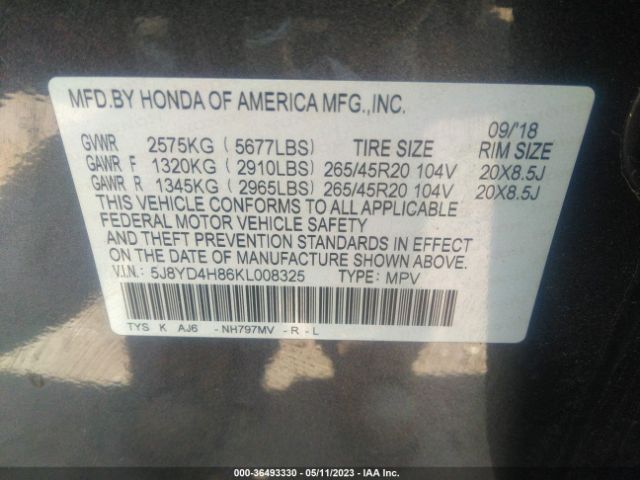 MFD.BY HONDA OF AMERICA MFG.,INC.
09/'18
GVWR 2575KG (5677LBS) TIRE SIZE RIM SIZE
GAWR F 1320KG (2910LBS) 265/45R20 104V 20X8.5J
GAWR R 1345KG (2965LBS) 265/45R20 104V 20X8.5J
THIS VEHICLE CONFORMS TO ALL APPLICABLE
FEDERAL MOTOR VEHICLE SAFETY
AND THEFT PREVENTION STANDARDS IN EFFECT
ON THE DATE OF MANUFACTURE SHOWN ABOVE.
V.I.N.: 5J8YD4H86KL008325 TYPE: MPV
TYS K AJ6 - NH797MV - R - L
000-36493330 - 05/11/2023 - IAA Inc.